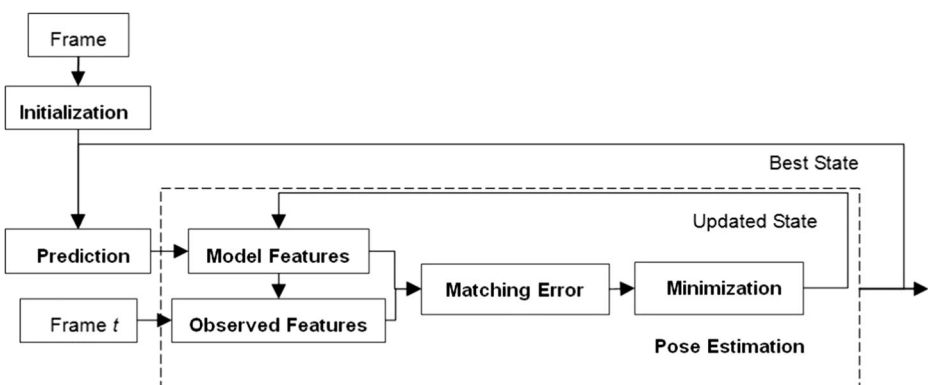 Frame
Initialization
Best State
Updated State
Prediction
Model Features
Matching Error
Minimization
Frame t
Observed Features
Pose Estimation